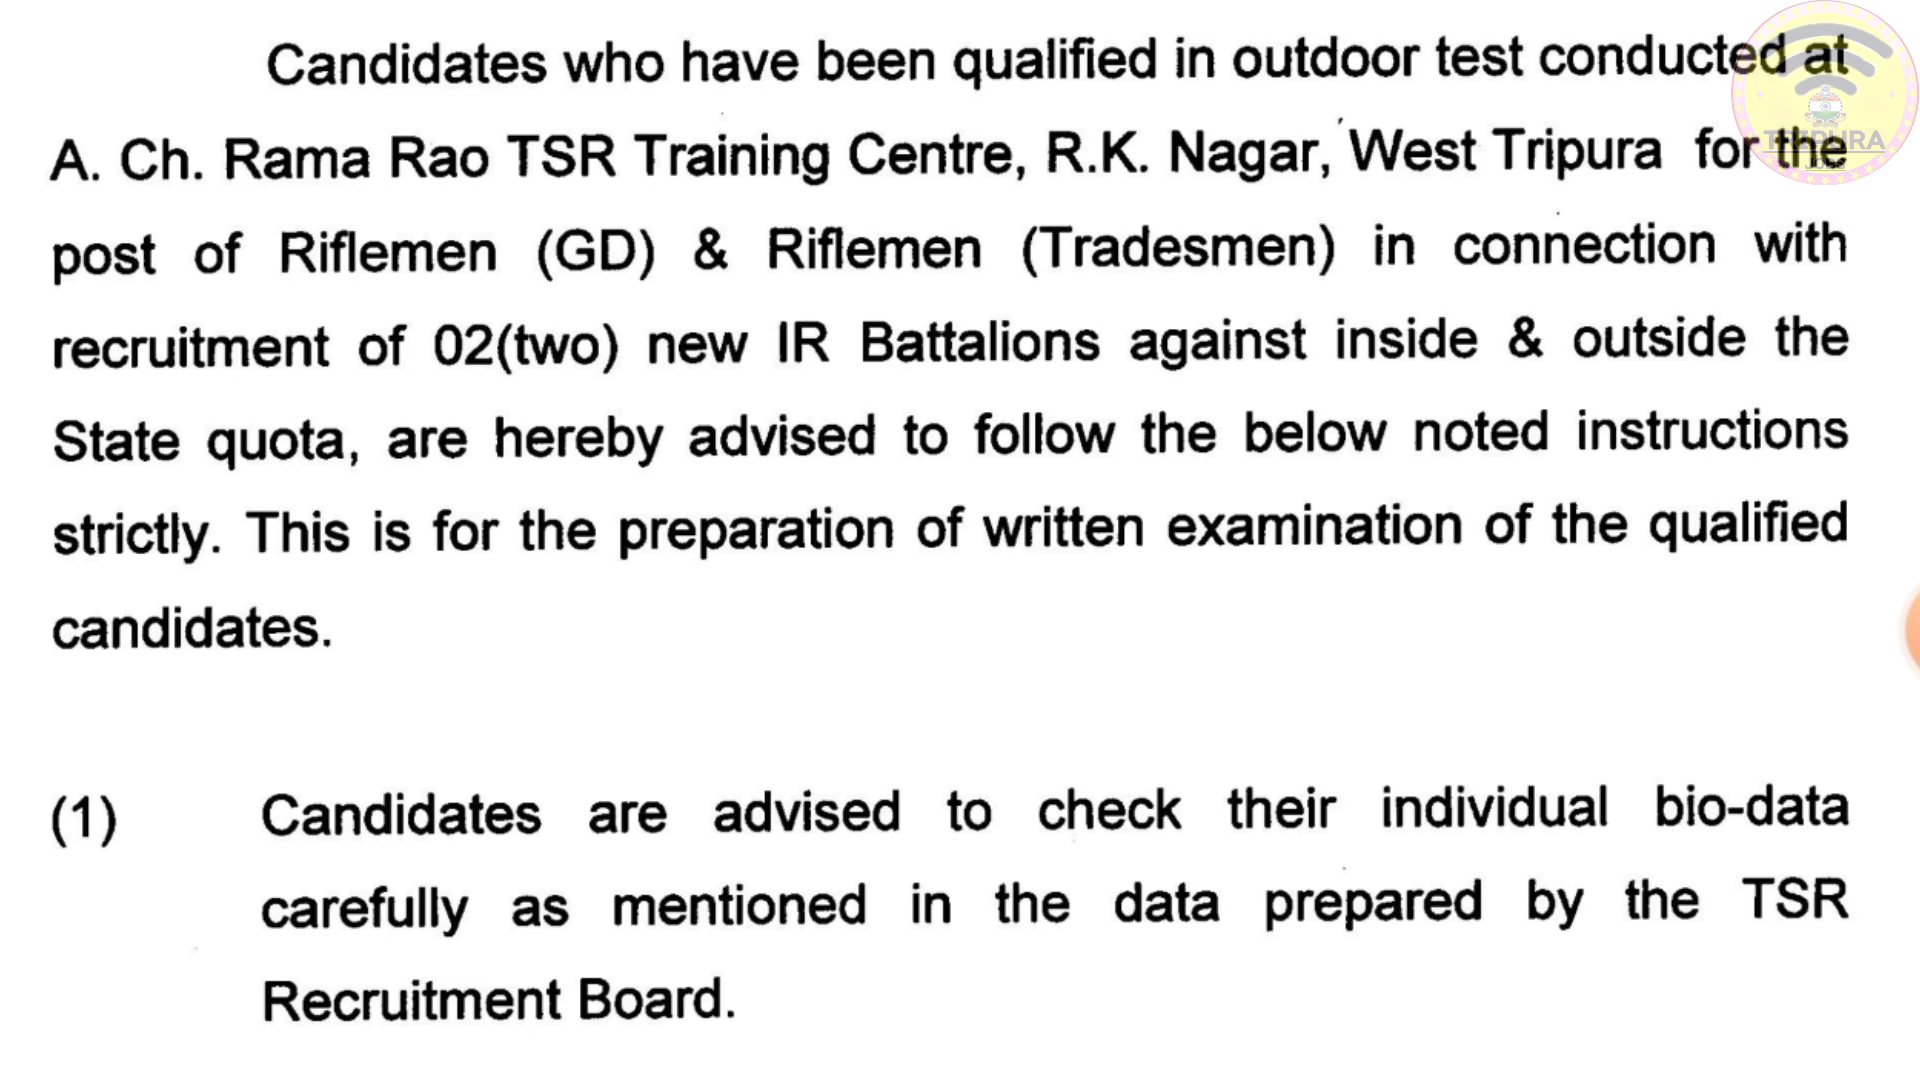 Candidates who have been qualified in outdoor test conducted at
A. Ch. Rama Rao TSR Training Centre, R.K. Nagar, West Tripura for the
post of Riflemen (GD) & Riflemen (Tradesmen) in connection with
recruitment of 02(two) new IR Battalions against inside & outside the
State quota, are hereby advised to follow the below noted instructions
strictly. This is for the preparation of written examination of the qualified
candidates.
(1) Candidates are advised to check their individual bio-data
carefully as mentioned in the data prepared by the TSR
Recruitment Board.
TRIPURA
JOBS